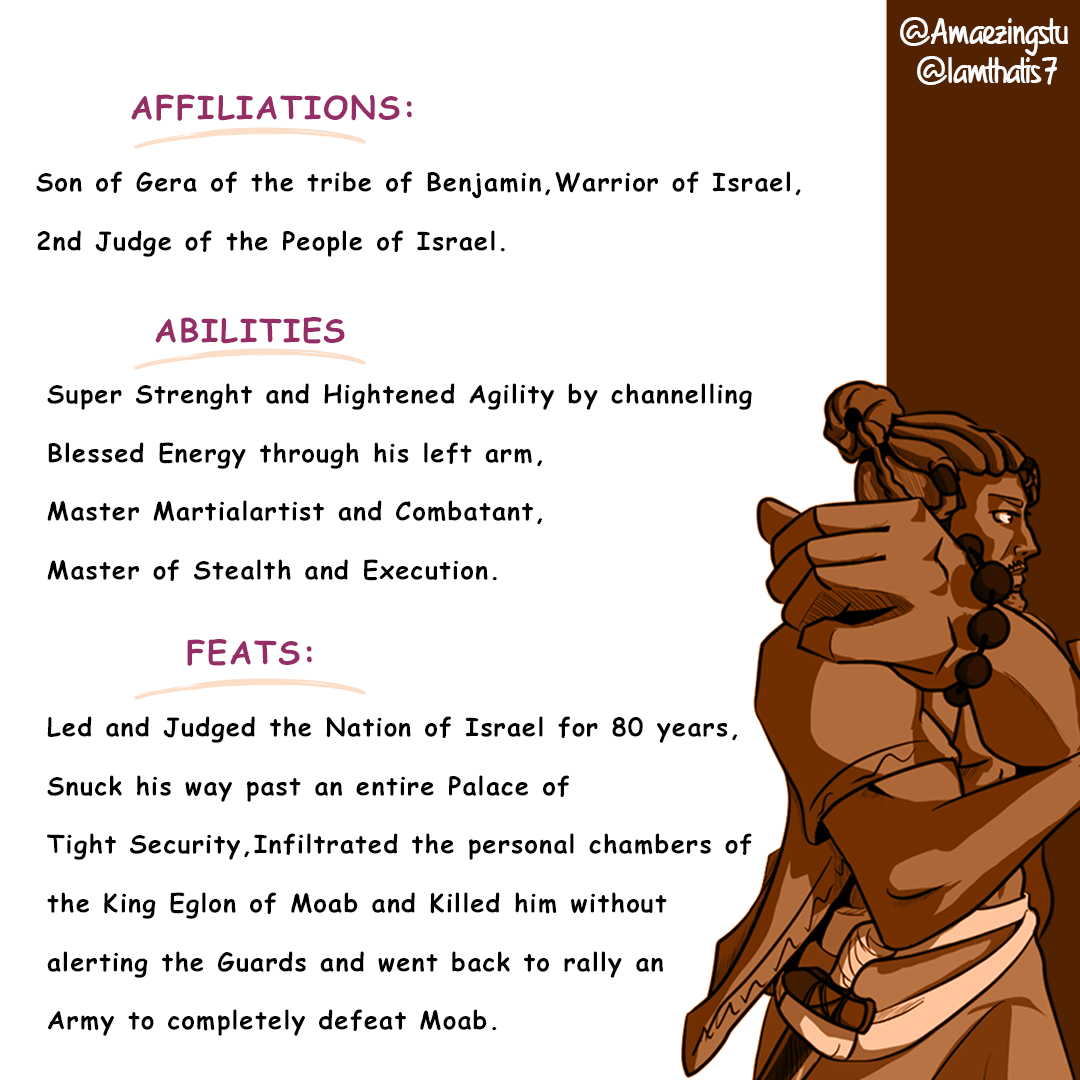 @Amaezingstu
@Iamthatis7
AFFILIATIONS:
Son of Gera of the tribe of Benjamin,Warrior of Israel,
2nd Judge of the People of Israel.
ABILITIES
Super Strenght and Hightened Agility by channelling
Blessed Energy through his left arm,
Master Martialartist and Combatant,
Master of Stealth and Execution.
FEATS:
Led and Judged the Nation of Israel for 80 years,
Snuck his way past an entire Palace of
Tight Security,Infiltrated the personal chambers of
the King Eglon of Moab and Killed him without
alerting the Guards and went back to rally an
Army to completely defeat Moab.